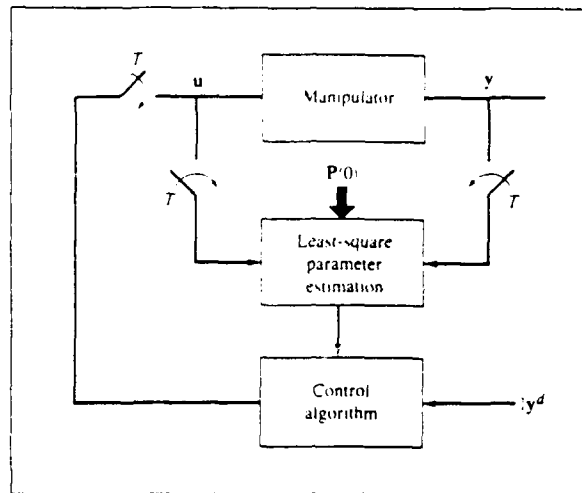 T
u
Manipulator
y
P(0)
T
T
Least-square
parameter
estimation
Control
algorithm
y^d